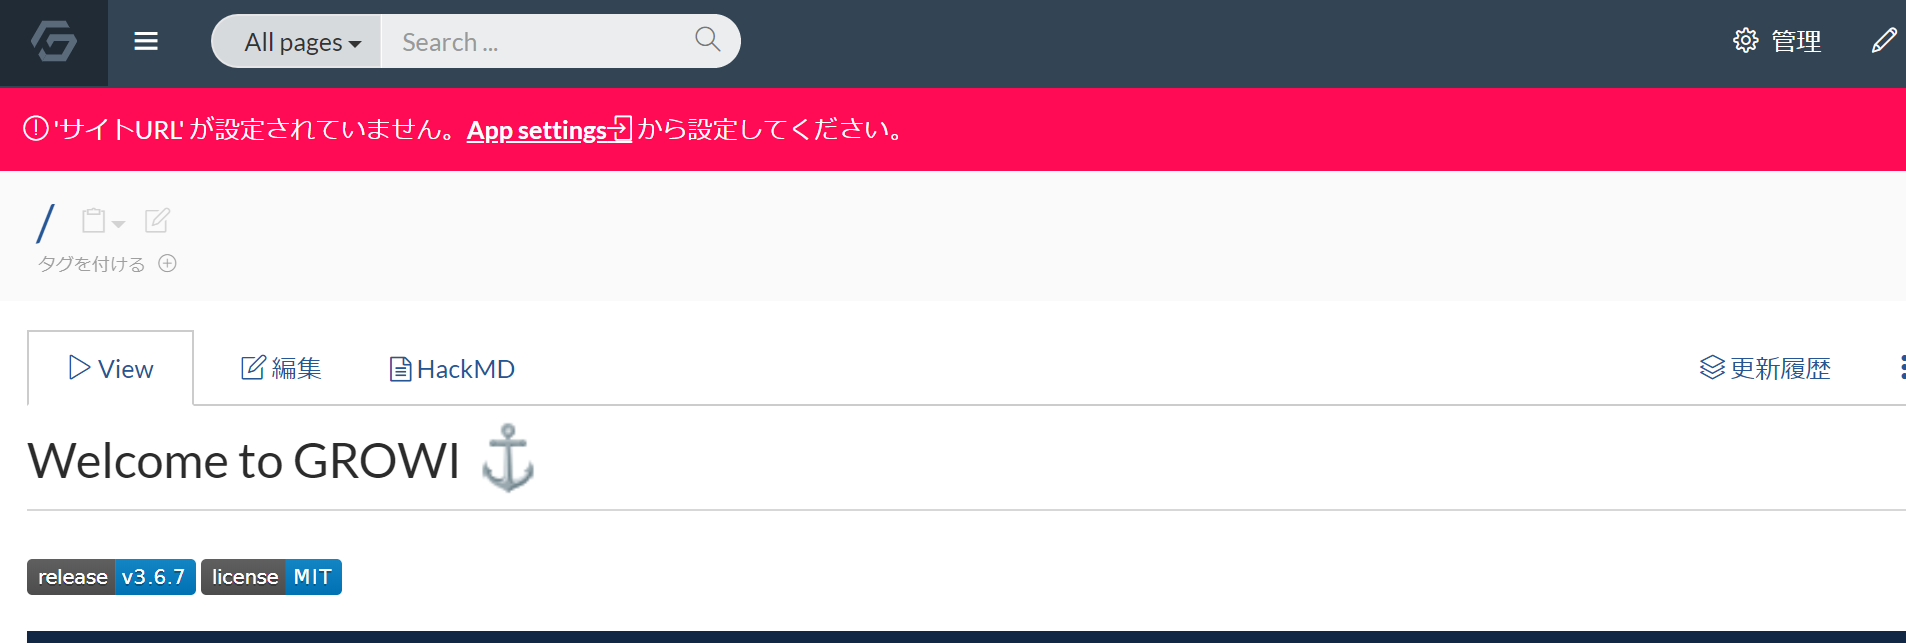 All pages Search ... 管理
'サイトURL' が設定されていません。App settings から設定してください。
/
タグを付ける
View 編集 HackMD 更新履歴
Welcome to GROWI
release v3.6.7 license MIT